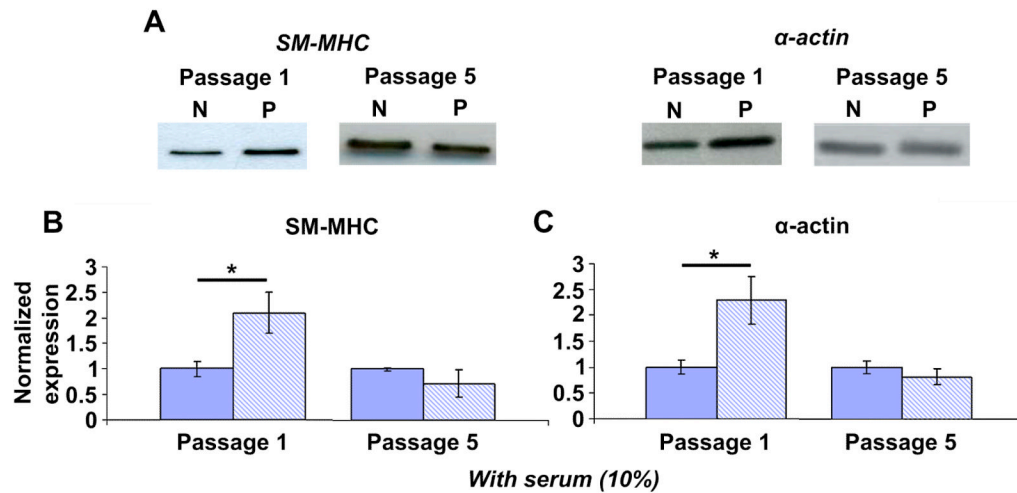 A
SM-MHC
α-actin
Passage 1
Passage 5
Passage 1
Passage 5
N P
N P
N P
N P
B
SM-MHC
C
α-actin
Normalized expression
3
2.5
2
1.5
1
0.5
0
*
Passage 1
Passage 5
3
2.5
2
1.5
1
0.5
0
*
Passage 1
Passage 5
With serum (10%)